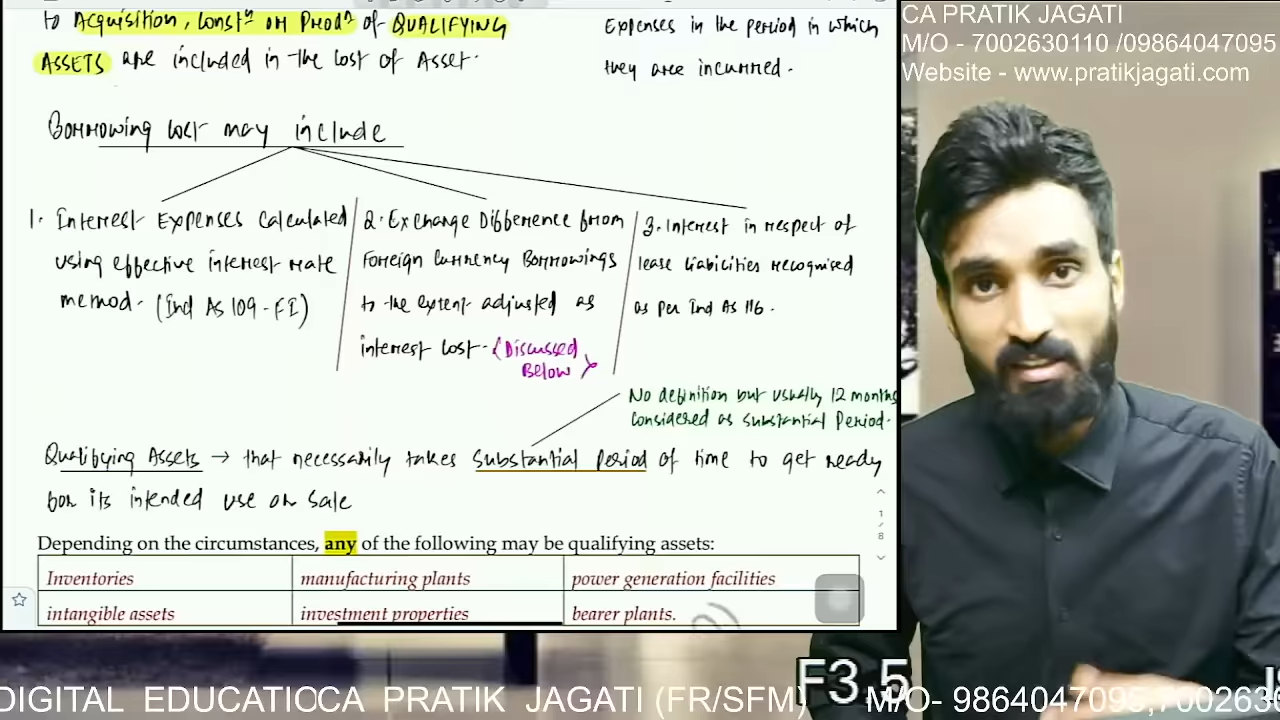 to Acquisition, Constn or Prodn of QUALIFYING
ASSETS are included in the Cost of Asset.
Expenses in the period in which
they are incurred.
CA PRATIK JAGATI
M/O - 7002630110 /09864047095
Website - www.pratikjagati.com
Borrowing Cost may include
1. Interest Expenses Calculated
using effective interest rate
method. (Ind As 109 - FI)
2. Exchange Difference from
Foreign Currency Borrowings
to the extent adjusted as
interest Cost. (Discussed
Below)
3. Interest in respect of
lease liabilities recognised
as per Ind AS 116.
No definition but usually 12 months
considered as substantial Period.
Qualifying Assets → that necessarily takes substantial period of time to get ready
for its intended use or sale
1
8
Depending on the circumstances, any of the following may be qualifying assets:
Inventories manufacturing plants power generation facilities
intangible assets investment properties bearer plants.
F3 5
DIGITAL EDUCATIOCA PRATIK JAGATI (FR/SFM) M/O- 9864047095,700263